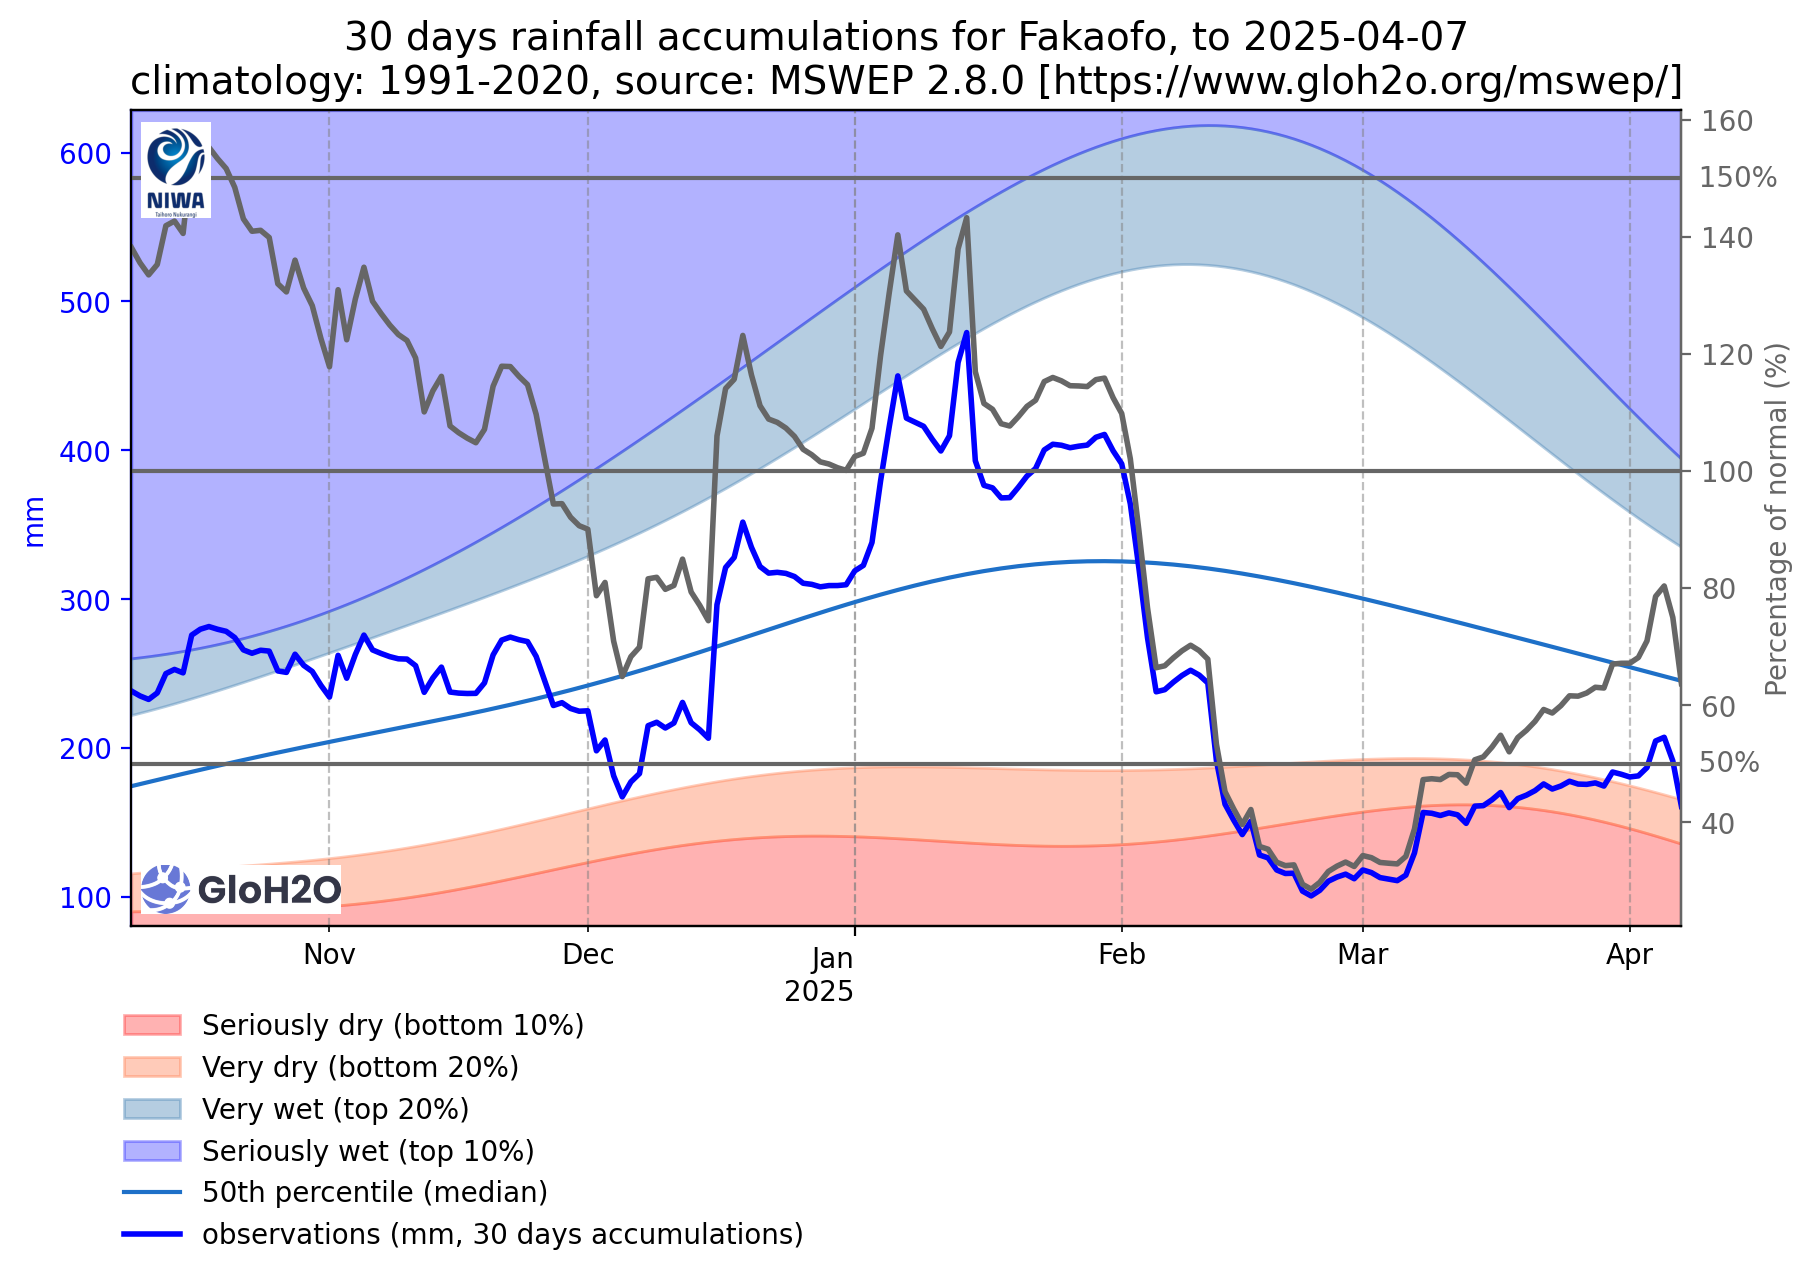 30 days rainfall accumulations for Fakaofo, to 2025-04-07
climatology: 1991-2020, source: MSWEP 2.8.0 [https://www.gloh2o.org/mswep/]
NIWA
Taihoro Nukurangi
600
500
400
300
200
100
mm
160
150%
140
120
100
80
60
50%
40
Percentage of normal (%)
GloH2O
Nov
Dec
Jan
2025
Feb
Mar
Apr
Seriously dry (bottom 10%)
Very dry (bottom 20%)
Very wet (top 20%)
Seriously wet (top 10%)
50th percentile (median)
observations (mm, 30 days accumulations)